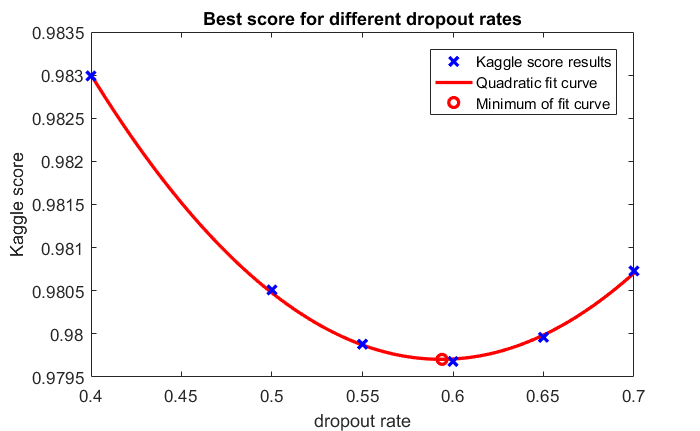 Best score for different dropout rates
0.9835
0.983
0.9825
0.982
0.9815
0.981
0.9805
0.98
0.9795
Kaggle score
Kaggle score results
Quadratic fit curve
Minimum of fit curve
0.4 0.45 0.5 0.55 0.6 0.65 0.7
dropout rate